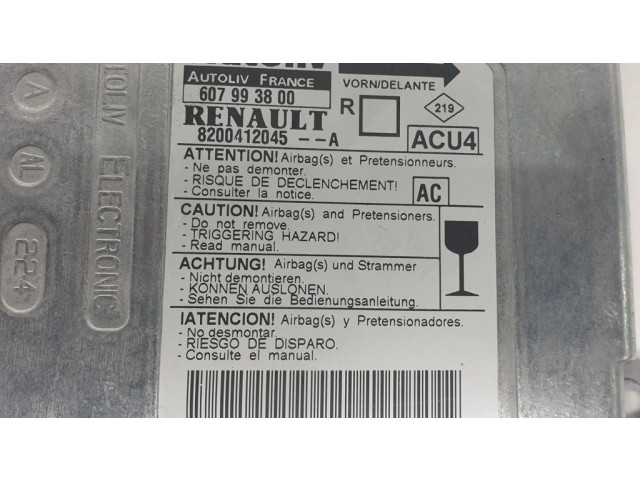 Autoliv
AUTOLIV FRANCE
VORN/DELANTE
607 99 38 00
R
219
RENAULT
8200412045 --A
ACU4
ATTENTION! Airbag(s) et Pretensionneurs.
- Ne pas demonter.
- RISQUE DE DECLENCHEMENT!
- Consulter la notice.
AC
CAUTION! Airbag(s) and Pretensioners.
- Do not remove.
- TRIGGERING HAZARD!
- Read manual.
ACHTUNG! Airbag(s) und Strammer
- Nicht demontieren.
- KONNEN AUSLONEN.
- Sehen Sie die Bedienungsanleitung.
IATENCION! Airbag(s) y Pretensionadores.
- No desmontar.
- RIESGO DE DISPARO.
- Consulte el manual.
A
AL
224
ELECTRONIC